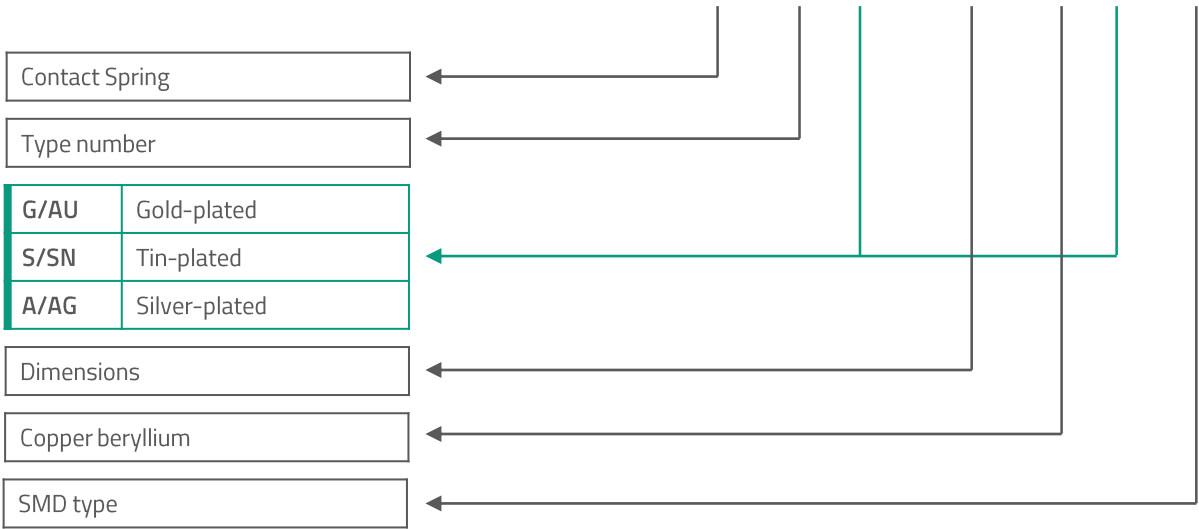 Contact Spring
Type number
G/AU Gold-plated
S/SN Tin-plated
A/AG Silver-plated
Dimensions
Copper beryllium
SMD type